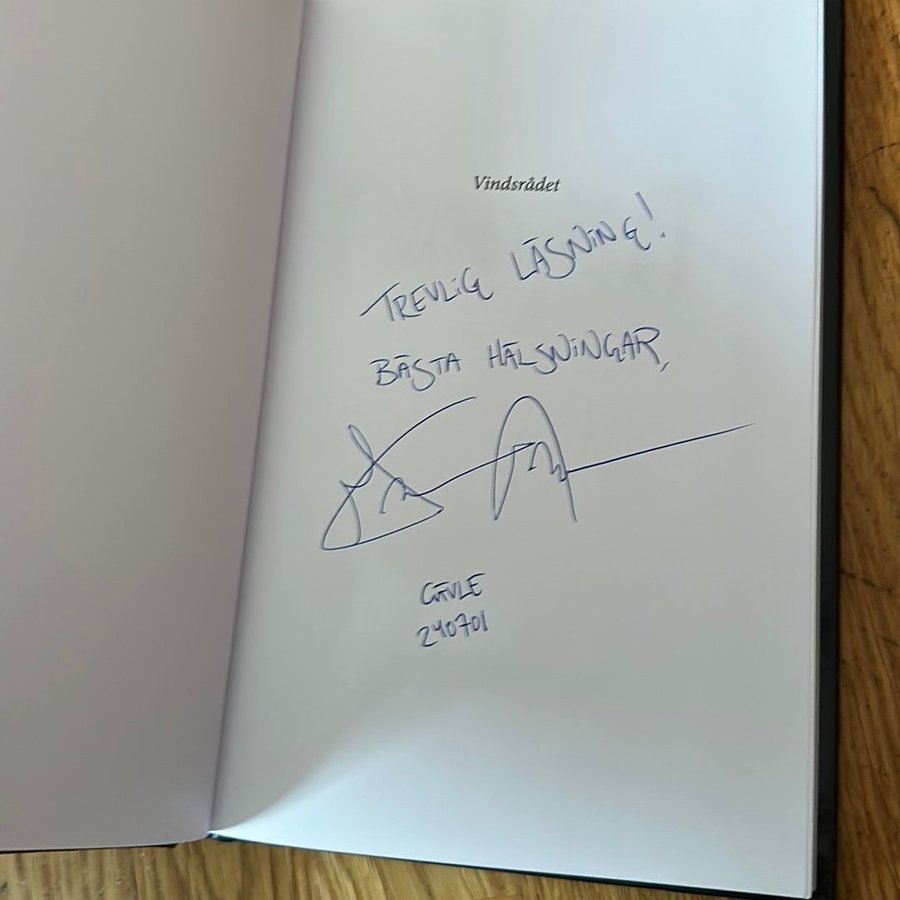 Vindsrådet
TREVLiG LÄSNiNG!
BÄSTA HÄLSNiNGAR,
GÄVLE
240701